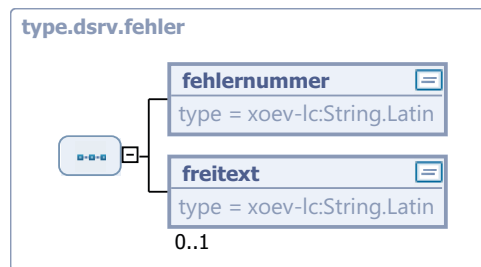 type.dsrv.fehler
fehlernummer
type = xoev-lc:String.Latin
freitext
type = xoev-lc:String.Latin
0..1